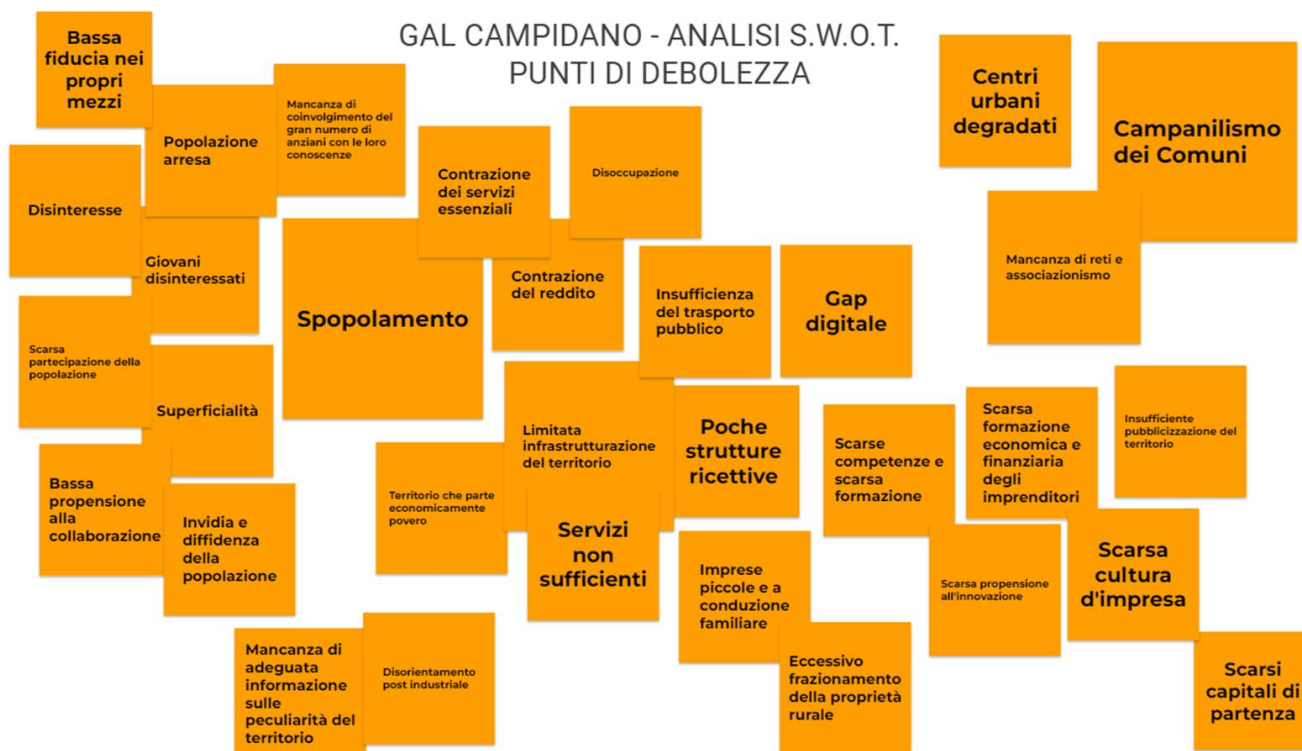 GAL CAMPIDANO - ANALISI S.W.O.T.
PUNTI DI DEBOLEZZA
Bassa
fiducia nei
propri
mezzi
Popolazione
arresa
Mancanza di
coinvolgimento del
gran numero di
anziani con le loro
conoscenze
Disinteresse
Giovani
disinteressati
Scarsa
partecipazione della
popolazione
Superficialità
Bassa
propensione
alla
collaborazione
Invidia e
diffidenza
della
popolazione
Contrazione
dei servizi
essenziali
Disoccupazione
Spopolamento
Contrazione
del reddito
Insufficienza
del trasporto
pubblico
Gap
digitale
Limitata
infrastrutturazione
del territorio
Poche
strutture
ricettive
Territorio che parte
economicamente
povero
Servizi
non
sufficienti
Mancanza di
adeguata
informazione
sulle
peculiarità del
territorio
Disorientamento
post industriale
Imprese
piccole e a
conduzione
familiare
Eccessivo
frazionamento
della proprietà
rurale
Centri
urbani
degradati
Campanilismo
dei Comuni
Mancanza di reti e
associazionismo
Scarse
competenze e
scarsa
formazione
Scarsa
formazione
economica e
finanziaria
degli
imprenditori
Insufficiente
pubblicizzazione del
territorio
Scarsa propensione
all'innovazione
Scarsa
cultura
d'impresa
Scarsi
capitali di
partenza